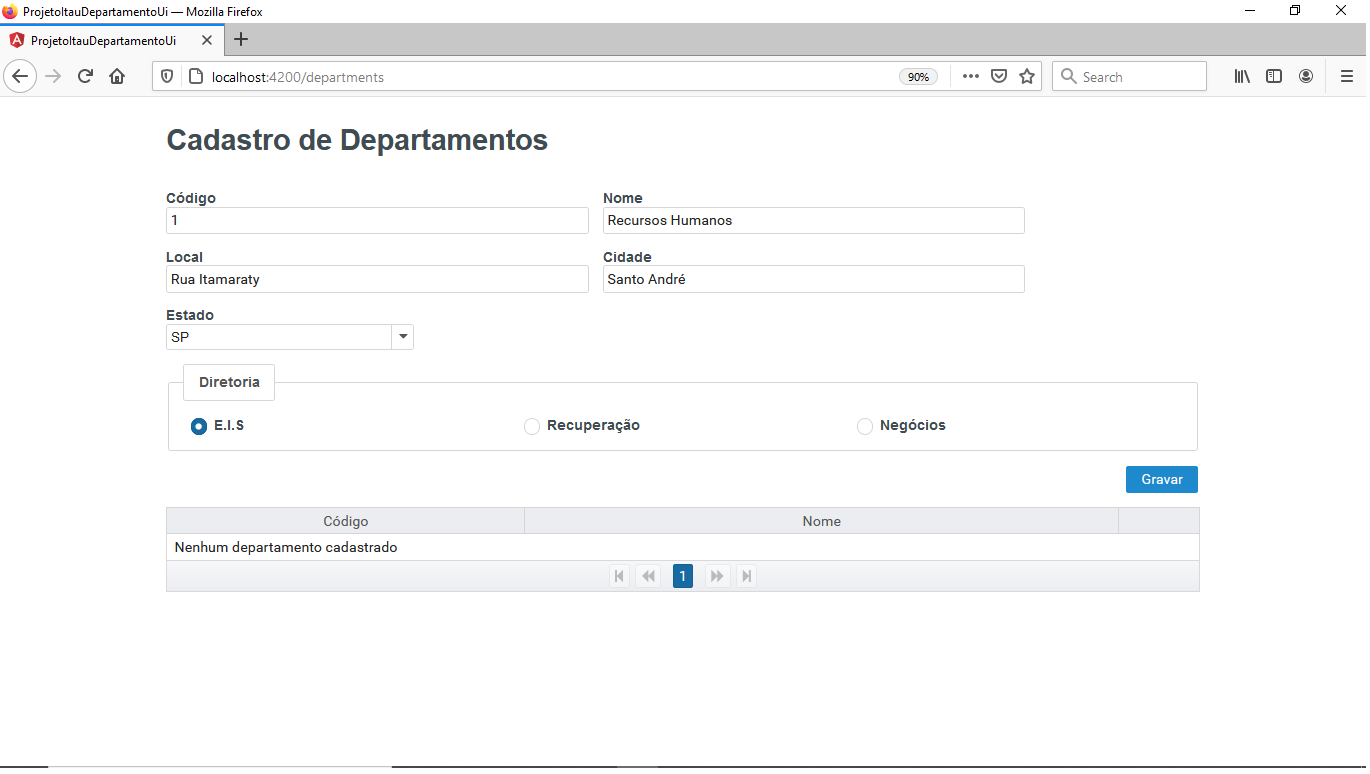 ProjetoItauDepartamentoUi — Mozilla Firefox
ProjetoItauDepartamentoUi
localhost:4200/departments
90%
Search
Cadastro de Departamentos
Código
Nome
1
Recursos Humanos
Local
Cidade
Rua Itamaraty
Santo André
Estado
SP
Diretoria
E.I.S
Recuperação
Negócios
Gravar
Código
Nome
Nenhum departamento cadastrado
1